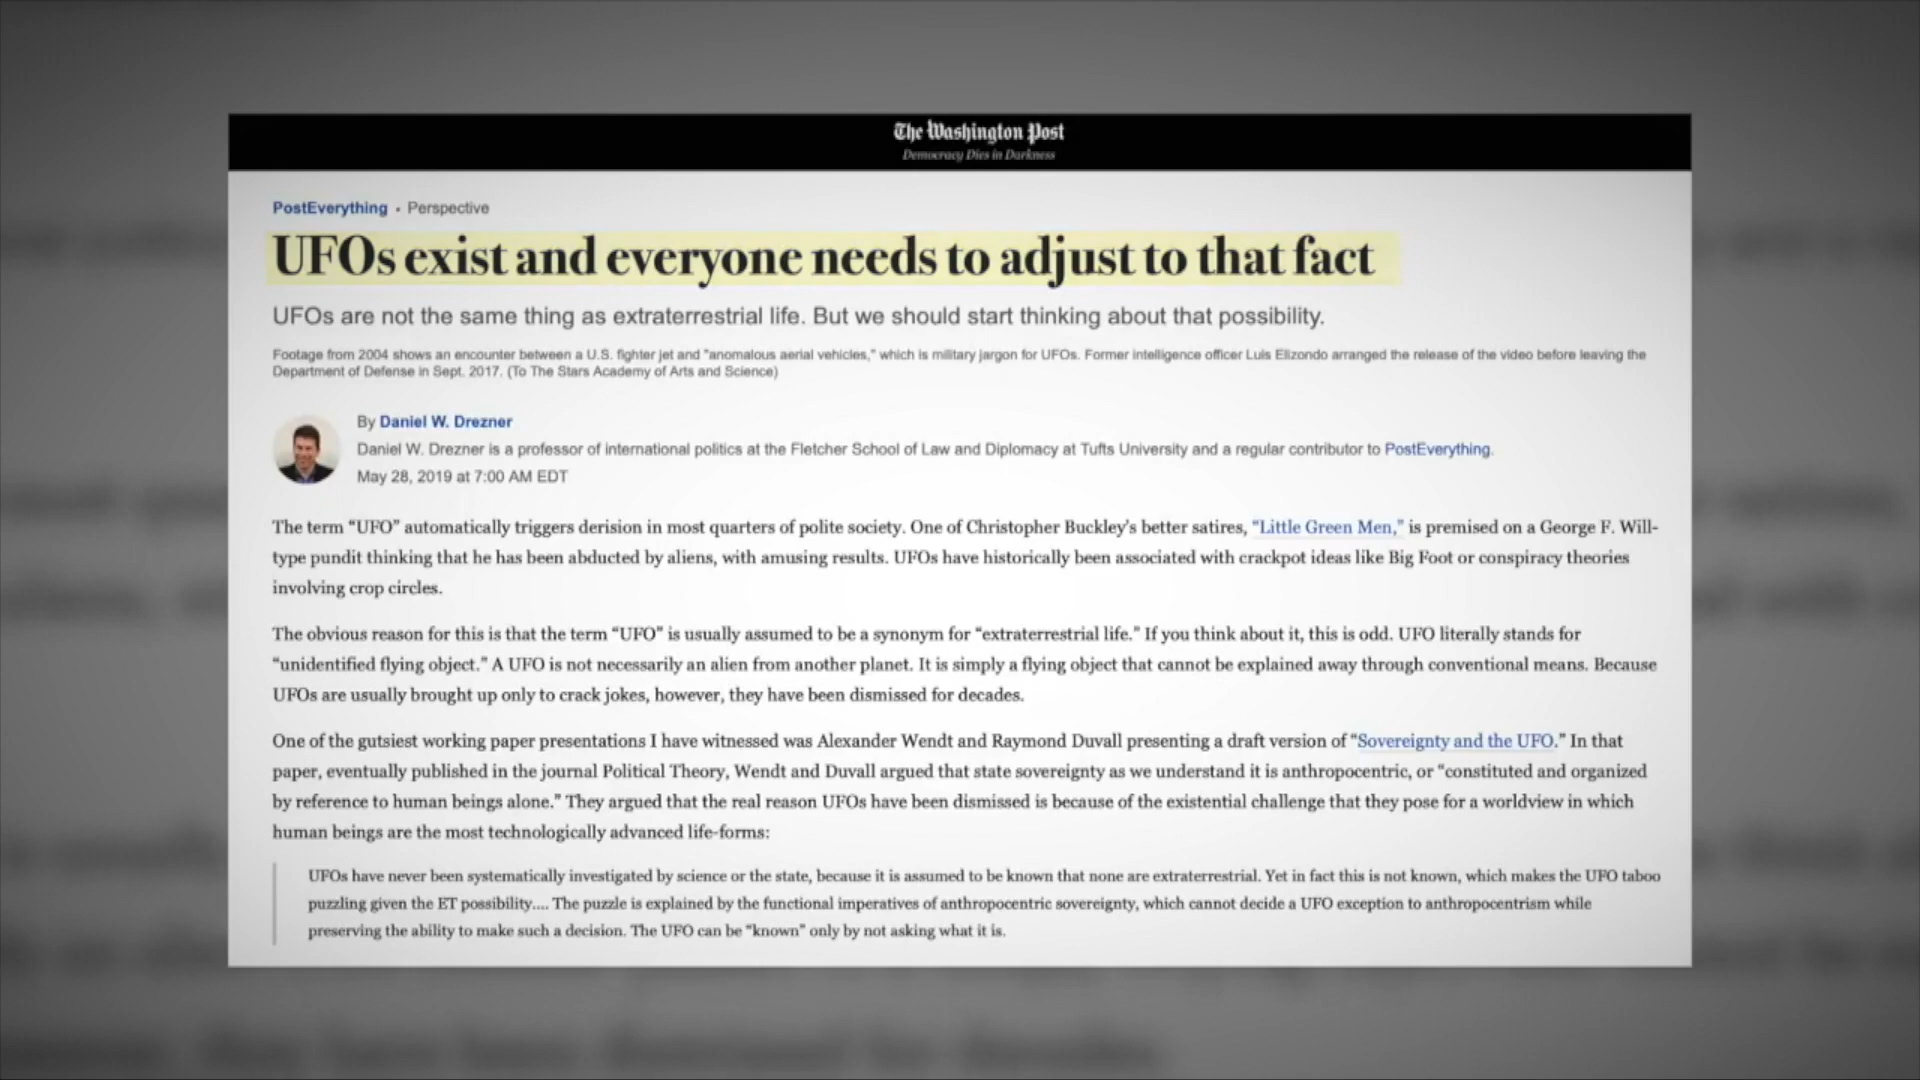 The Washington Post
Democracy Dies in Darkness
PostEverything • Perspective
UFOs exist and everyone needs to adjust to that fact
UFOs are not the same thing as extraterrestrial life. But we should start thinking about that possibility.
Footage from 2004 shows an encounter between a U.S. fighter jet and "anomalous aerial vehicles," which is military jargon for UFOs. Former intelligence officer Luis Elizondo arranged the release of the video before leaving the
Department of Defense in Sept. 2017. (To The Stars Academy of Arts and Science)
By Daniel W. Drezner
Daniel W. Drezner is a professor of international politics at the Fletcher School of Law and Diplomacy at Tufts University and a regular contributor to PostEverything.
May 28, 2019 at 7:00 AM EDT
The term “UFO” automatically triggers derision in most quarters of polite society. One of Christopher Buckley’s better satires, “Little Green Men,” is premised on a George F. Will-
type pundit thinking that he has been abducted by aliens, with amusing results. UFOs have historically been associated with crackpot ideas like Big Foot or conspiracy theories
involving crop circles.
The obvious reason for this is that the term “UFO” is usually assumed to be a synonym for “extraterrestrial life.” If you think about it, this is odd. UFO literally stands for
“unidentified flying object.” A UFO is not necessarily an alien from another planet. It is simply a flying object that cannot be explained away through conventional means. Because
UFOs are usually brought up only to crack jokes, however, they have been dismissed for decades.
One of the gutsiest working paper presentations I have witnessed was Alexander Wendt and Raymond Duvall presenting a draft version of “Sovereignty and the UFO.” In that
paper, eventually published in the journal Political Theory, Wendt and Duvall argued that state sovereignty as we understand it is anthropocentric, or “constituted and organized
by reference to human beings alone.” They argued that the real reason UFOs have been dismissed is because of the existential challenge that they pose for a worldview in which
human beings are the most technologically advanced life-forms:
UFOs have never been systematically investigated by science or the state, because it is assumed to be known that none are extraterrestrial. Yet in fact this is not known, which makes the UFO taboo
puzzling given the ET possibility.... The puzzle is explained by the functional imperatives of anthropocentric sovereignty, which cannot decide a UFO exception to anthropocentrism while
preserving the ability to make such a decision. The UFO can be “known” only by not asking what it is.